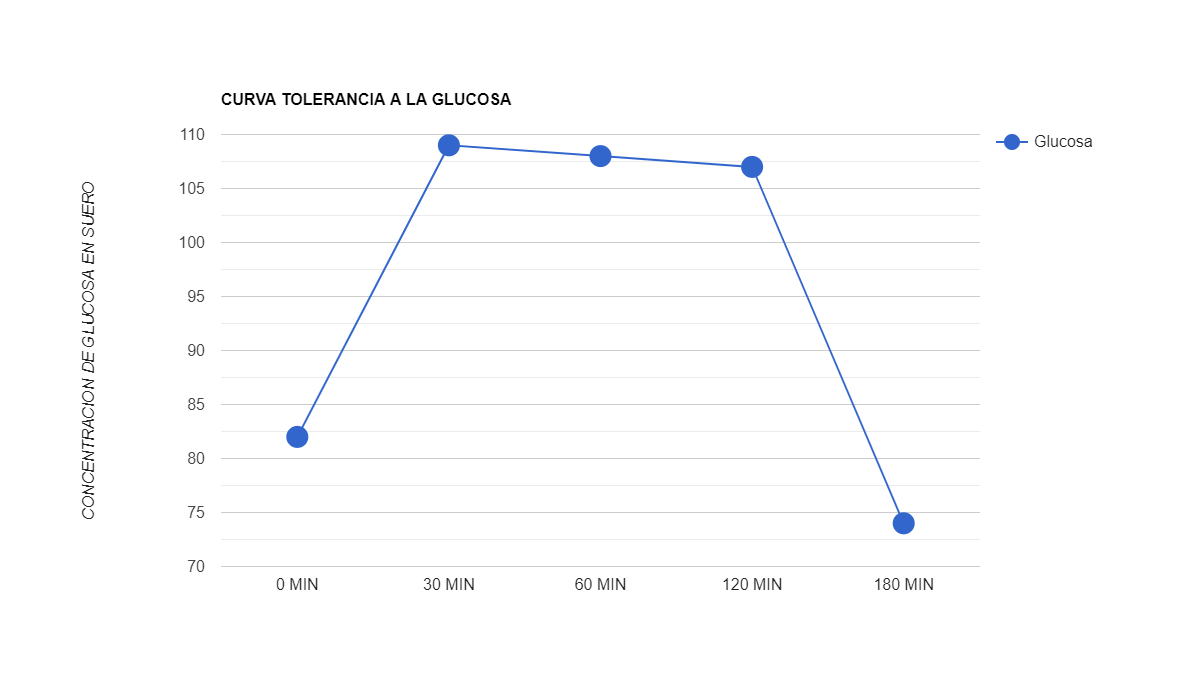 CURVA TOLERANCIA A LA GLUCOSA
Glucosa
CONCENTRACION DE GLUCOSA EN SUERO
110
105
100
95
90
85
80
75
70
0 MIN
30 MIN
60 MIN
120 MIN
180 MIN